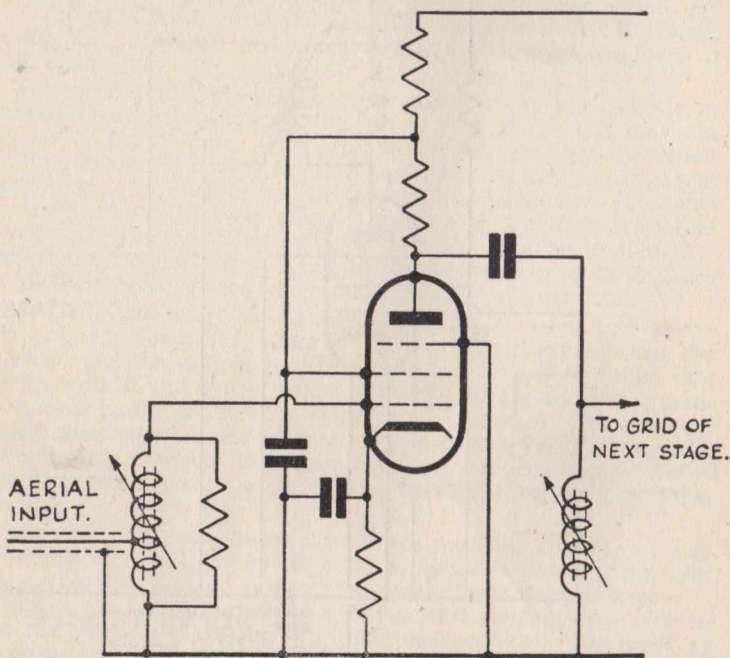 AERIAL
INPUT.
TO GRID OF
NEXT STAGE.